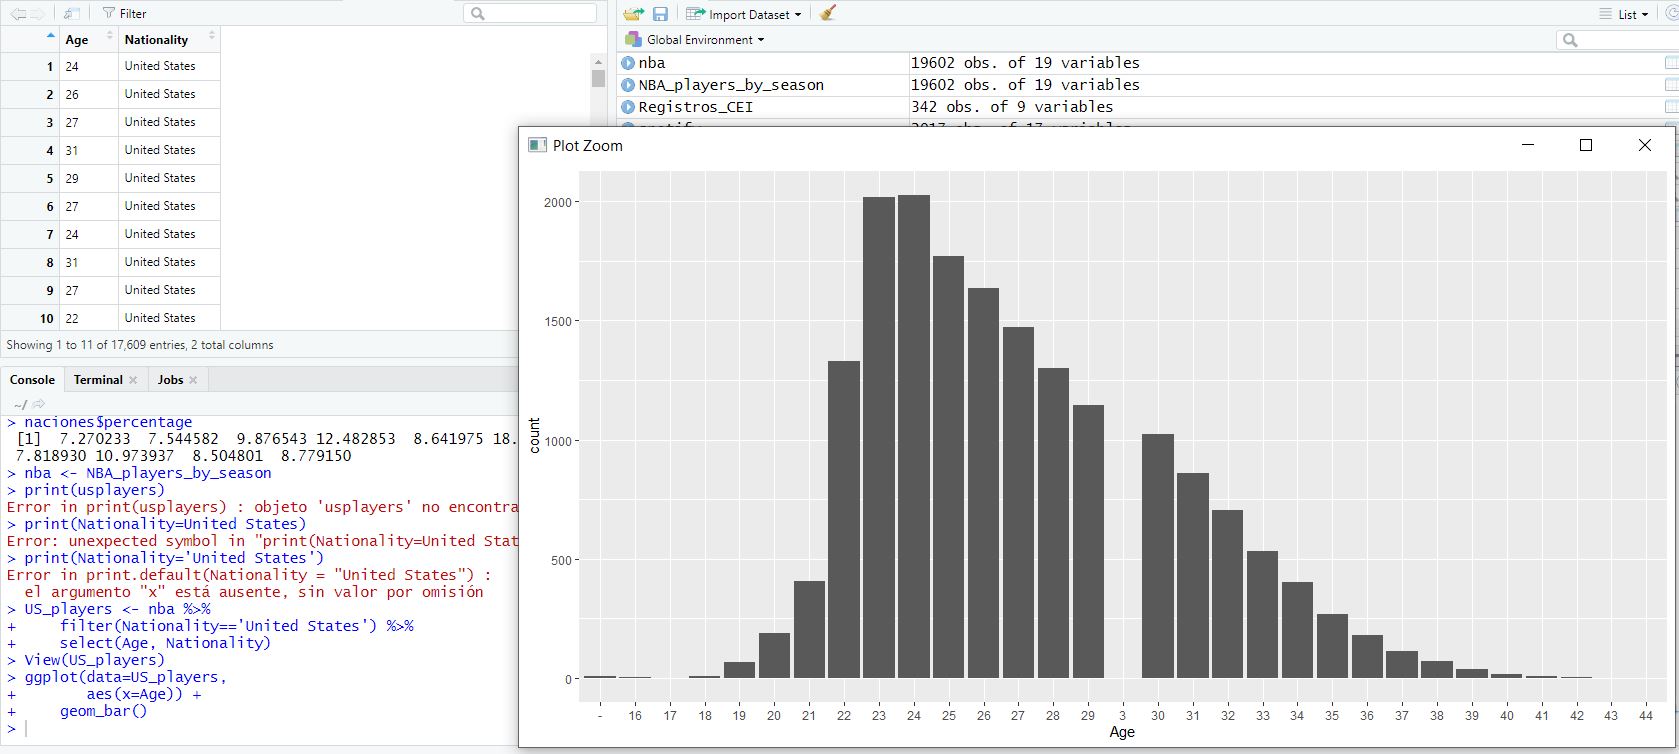 Filter
Age Nationality
1 24 United States
2 26 United States
3 27 United States
4 31 United States
5 29 United States
6 27 United States
7 24 United States
8 31 United States
9 27 United States
10 22 United States
Showing 1 to 11 of 17,609 entries, 2 total columns
Console Terminal Jobs
~/
> naciones$percentage
[1] 7.270233 7.544582 9.876543 12.482853 8.641975 18.
7.818930 10.973937 8.504801 8.779150
> nba <- NBA_players_by_season
> print(usplayers)
Error in print(usplayers) : objeto 'usplayers' no encontra
> print(Nationality=United States)
Error: unexpected symbol in "print(Nationality=United Stat
> print(Nationality='United States')
Error in print.default(Nationality = "United States") :
el argumento "x" está ausente, sin valor por omisión
> US_players <- nba %>%
+ filter(Nationality=='United States') %>%
+ select(Age, Nationality)
> View(US_players)
> ggplot(data=US_players,
+ aes(x=Age)) +
+ geom_bar()
>
Import Dataset
List
Global Environment
nba 19602 obs. of 19 variables
NBA_players_by_season 19602 obs. of 19 variables
Registros_CEI 342 obs. of 9 variables
Plot Zoom
2000
1500
1000
500
0
count
- 16 17 18 19 20 21 22 23 24 25 26 27 28 29 3 30 31 32 33 34 35 36 37 38 39 40 41 42 43 44
Age